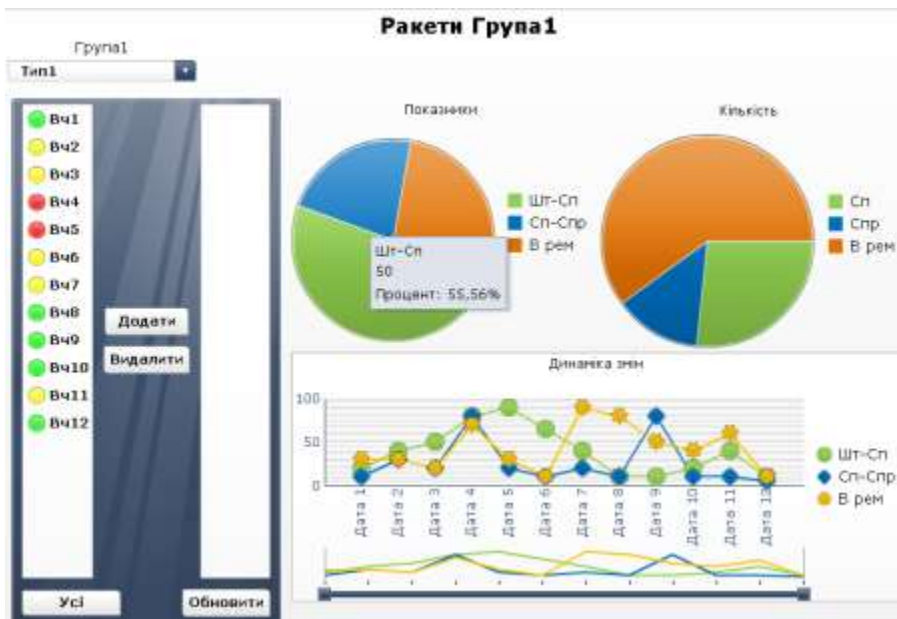 Ракети Група1
Група1
Тип1
Вч1
Вч2
Вч3
Вч4
Вч5
Вч6
Вч7
Вч8
Вч9
Вч10
Вч11
Вч12
Додати
Видалити
Усі
Обновити
Показники
Шт-Сп
Сп-Спр
В рем
Шт-Сп
50
Процент: 55,56%
Кількість
Сп
Спр
В рем
Динаміка змін
100
50
0
Дата 1
Дата 2
Дата 3
Дата 4
Дата 5
Дата 6
Дата 7
Дата 8
Дата 9
Дата 10
Дата 11
Дата 13
Шт-Сп
Сп-Спр
В рем